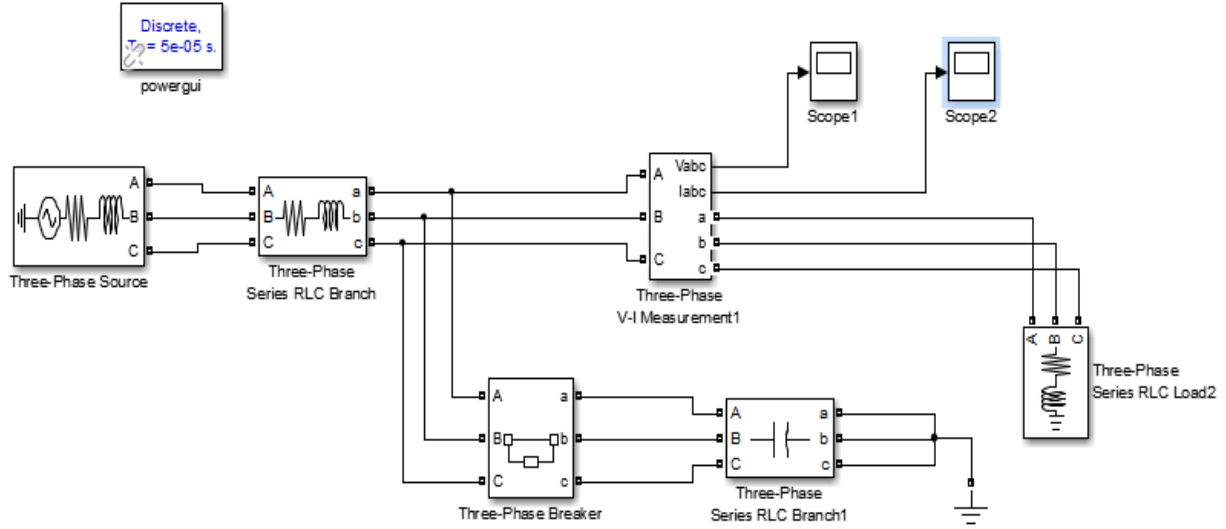 Discrete,
Ts = 5e-05 s.
powergui
Scope1
Scope2
A
B
C
Three-Phase Source
A
B
C
a
b
c
Three-Phase
Series RLC Branch
A
B
C
Vabc
Iabc
a
b
c
Three-Phase
V-I Measurement1
A B C
Three-Phase
Series RLC Load2
A
B
C
a
b
c
Three-Phase Breaker
A
B
C
a
b
c
Three-Phase
Series RLC Branch1